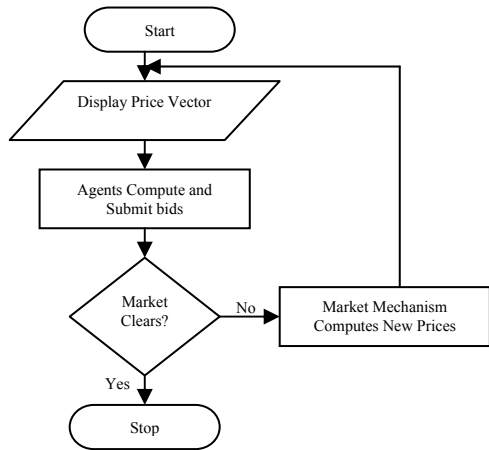 Start
Display Price Vector
Agents Compute and
Submit bids
Market
Clears?
No
Market Mechanism
Computes New Prices
Yes
Stop